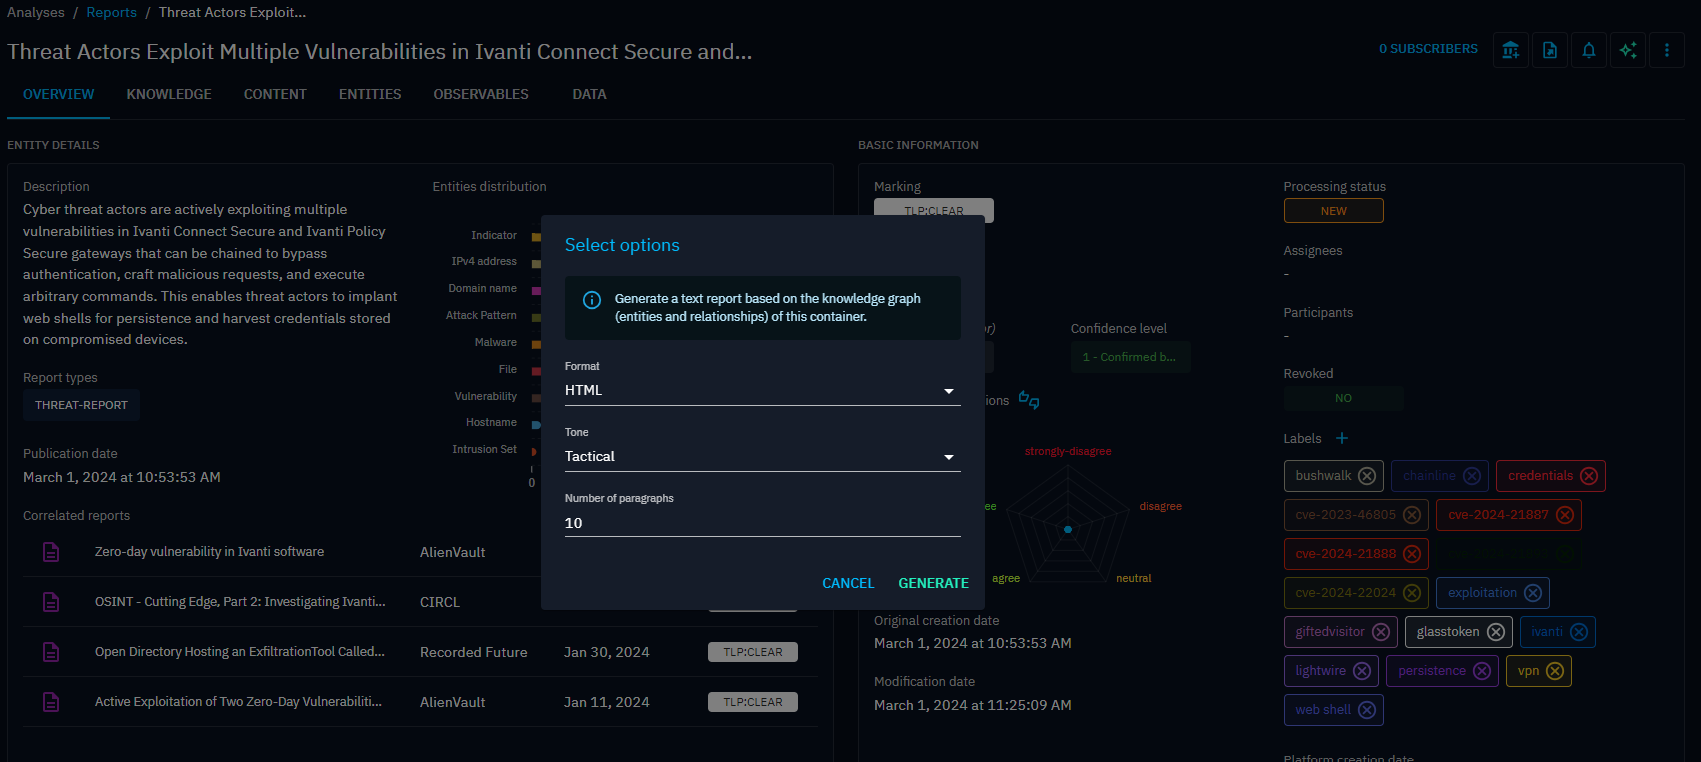 Analyses / Reports / Threat Actors Exploit...
Threat Actors Exploit Multiple Vulnerabilities in Ivanti Connect Secure and...
0 SUBSCRIBERS
OVERVIEW KNOWLEDGE CONTENT ENTITIES OBSERVABLES DATA
ENTITY DETAILS
Description
Cyber threat actors are actively exploiting multiple
vulnerabilities in Ivanti Connect Secure and Ivanti Policy
Secure gateways that can be chained to bypass
authentication, craft malicious requests, and execute
arbitrary commands. This enables threat actors to implant
web shells for persistence and harvest credentials stored
on compromised devices.
Report types
THREAT-REPORT
Publication date
March 1, 2024 at 10:53:53 AM
Entities distribution
Indicator
IPv4 address
Domain name
Attack Pattern
Malware
File
Vulnerability
Hostname
Intrusion Set
0
Correlated reports
Zero-day vulnerability in Ivanti software AlienVault
OSINT - Cutting Edge, Part 2: Investigating Ivanti... CIRCL
Open Directory Hosting an ExfiltrationTool Called... Recorded Future Jan 30, 2024 TLP:CLEAR
Active Exploitation of Two Zero-Day Vulnerabiliti... AlienVault Jan 11, 2024 TLP:CLEAR
Select options
Generate a text report based on the knowledge graph
(entities and relationships) of this container.
Format
HTML
Tone
Tactical
Number of paragraphs
10
CANCEL GENERATE
BASIC INFORMATION
Marking
TLP:CLEAR
Confidence level
1 - Confirmed b...
strongly-disagree
disagree
neutral
agree
Original creation date
March 1, 2024 at 10:53:53 AM
Modification date
March 1, 2024 at 11:25:09 AM
Processing status
NEW
Assignees
-
Participants
-
Revoked
NO
Labels
bushwalk chainline credentials
cve-2023-46805 cve-2024-21887
cve-2024-21888
cve-2024-22024 exploitation
giftedvisitor glasstoken ivanti
lightwire persistence vpn
web shell
Platform creation date